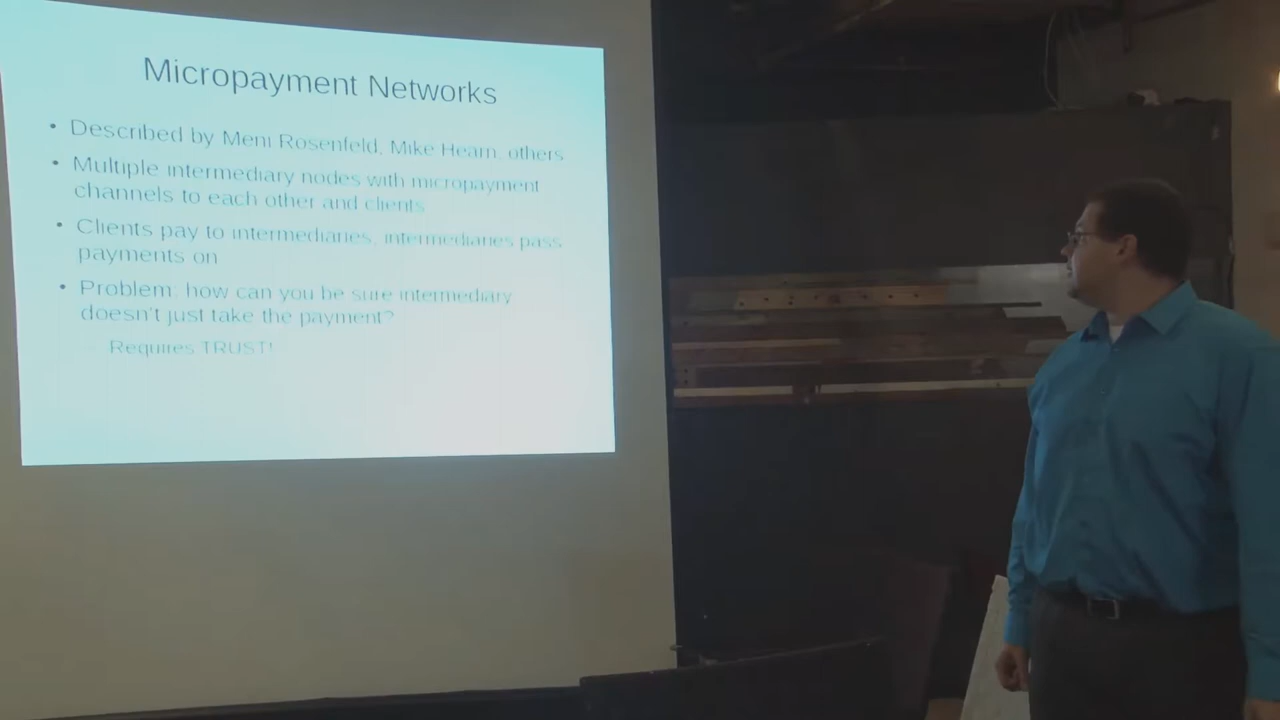 Micropayment Networks
• Described by Meni Rosenfeld, Mike Hearn, others
• Multiple intermediary nodes with micropayment
channels to each other and clients
• Clients pay to intermediaries, intermediaries pass
payments on
• Problem: how can you be sure intermediary
doesn't just take the payment?
– Requires TRUST!